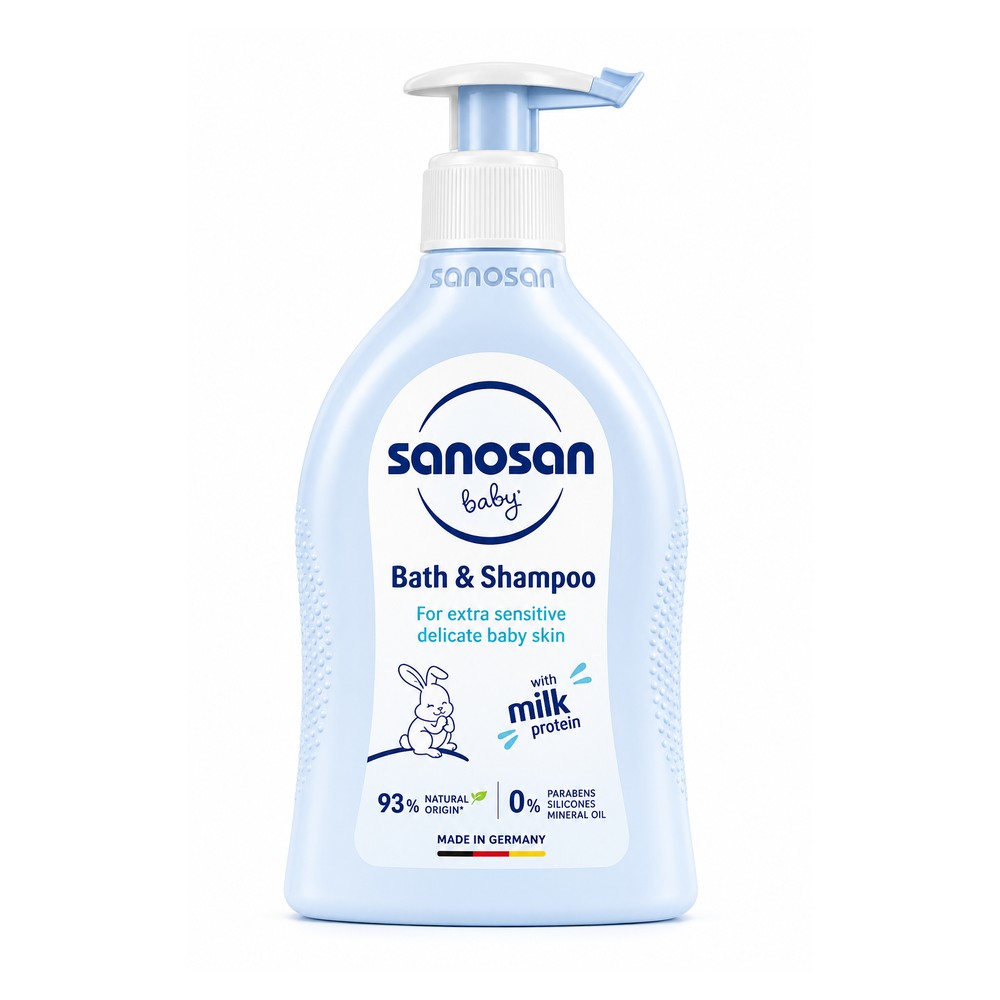 sanosan
sanosan
baby*
Bath & Shampoo
For extra sensitive
delicate baby skin
with
milk
protein
93% NATURAL
ORIGIN*
0% PARABENS
SILICONES
MINERAL OIL
MADE IN GERMANY